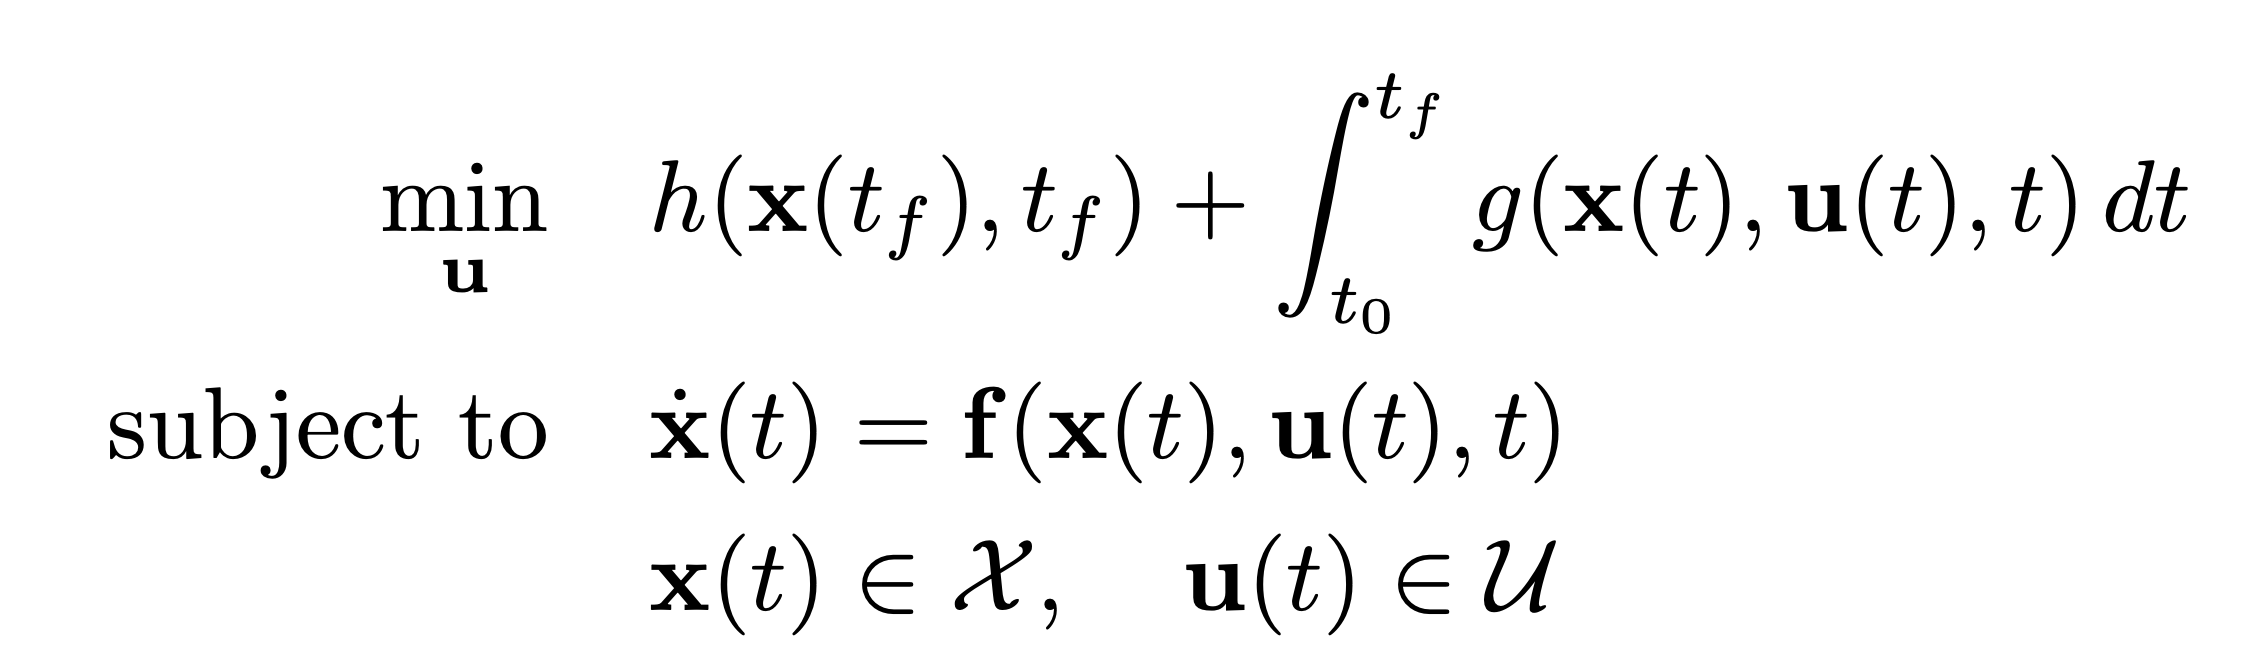 min_𝐮 h(𝐱(t_f), t_f) + ∫_{t_0}^{t_f} g(𝐱(t), 𝐮(t), t) dt
subject to 𝐱̇(t) = 𝐟(𝐱(t), 𝐮(t), t)
𝐱(t) ∈ 𝒳, 𝐮(t) ∈ 𝒰